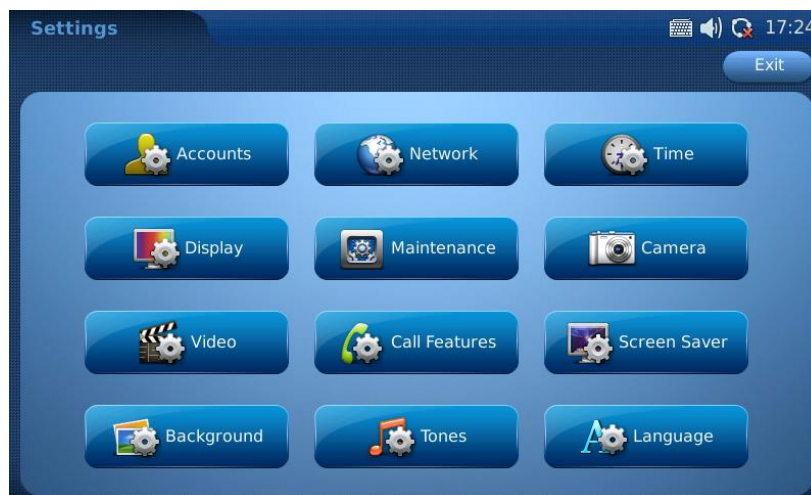 Settings 17:24
Exit
Accounts Network Time
Display Maintenance Camera
Video Call Features Screen Saver
Background Tones Language